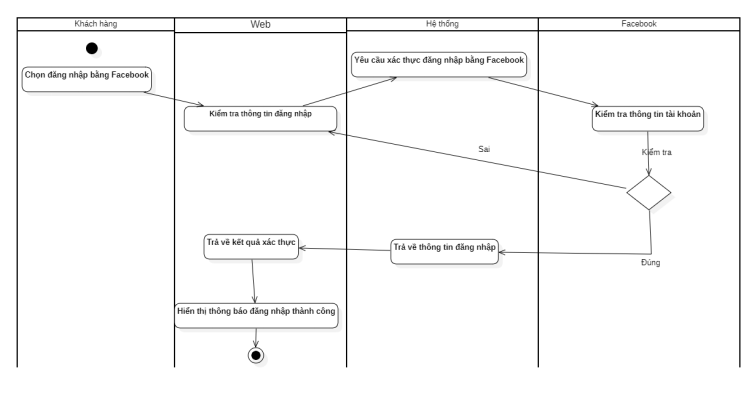 Khách hàng
Web
Hệ thống
Facebook
Chọn đăng nhập bằng Facebook
Yêu cầu xác thực đăng nhập bằng Facebook
Kiểm tra thông tin đăng nhập
Kiểm tra thông tin tài khoản
Sai
Kiểm tra
Trả về kết quả xác thực
Trả về thông tin đăng nhập
Đúng
Hiển thị thông báo đăng nhập thành công